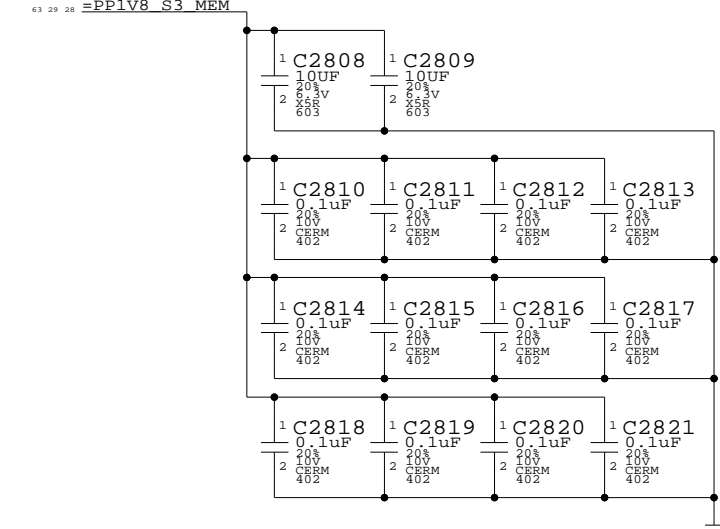 63 29 28 =PP1V8_S3_MEM
1 C2808 1 C2809
10UF 10UF
20% 20%
2 6.3V 2 6.3V
X5R X5R
603 603
1 C2810 1 C2811 1 C2812 1 C2813
0.1uF 0.1uF 0.1uF 0.1uF
20% 20% 20% 20%
2 10V 2 10V 2 10V 2 10V
CERM CERM CERM CERM
402 402 402 402
1 C2814 1 C2815 1 C2816 1 C2817
0.1uF 0.1uF 0.1uF 0.1uF
20% 20% 20% 20%
2 10V 2 10V 2 10V 2 10V
CERM CERM CERM CERM
402 402 402 402
1 C2818 1 C2819 1 C2820 1 C2821
0.1uF 0.1uF 0.1uF 0.1uF
20% 20% 20% 20%
2 10V 2 10V 2 10V 2 10V
CERM CERM CERM CERM
402 402 402 402